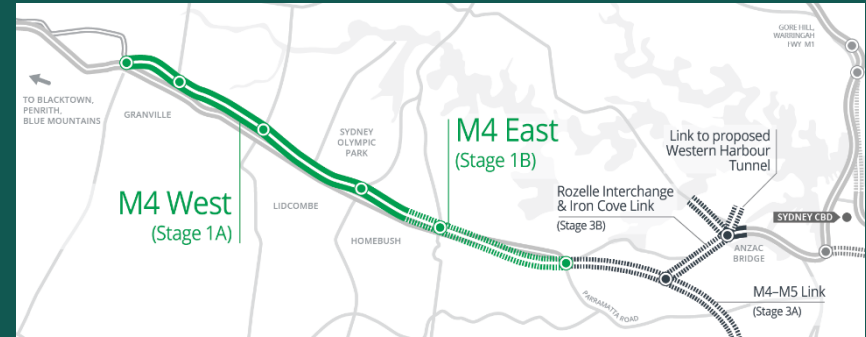 GORE HILL,
WARRINGAH
FWY M1
TO BLACKTOWN,
PENRITH,
BLUE MOUNTAINS
GRANVILLE
SYDNEY
OLYMPIC
PARK
M4 East
(Stage 1B)
Link to proposed
Western Harbour
Tunnel
M4 West
(Stage 1A)
LIDCOMBE
HOMEBUSH
Rozelle Interchange
& Iron Cove Link
(Stage 3B)
SYDNEY CBD
ANZAC
BRIDGE
M4–M5 Link
(Stage 3A)
PARRAMATTA ROAD